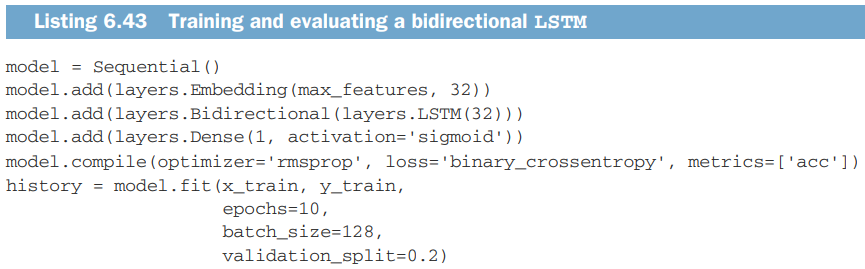 Listing 6.43 Training and evaluating a bidirectional LSTM
model = Sequential()
model.add(layers.Embedding(max_features, 32))
model.add(layers.Bidirectional(layers.LSTM(32)))
model.add(layers.Dense(1, activation='sigmoid'))
model.compile(optimizer='rmsprop', loss='binary_crossentropy', metrics=['acc'])
history = model.fit(x_train, y_train,
                    epochs=10,
                    batch_size=128,
                    validation_split=0.2)